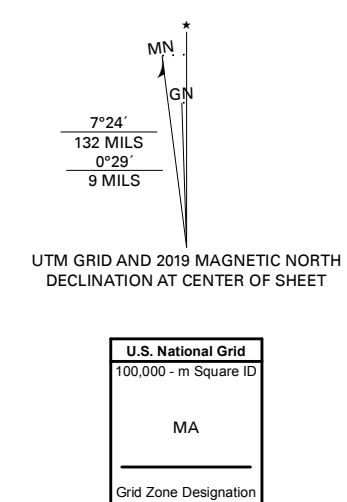 ★
MN
GN
7°24´
132 MILS
0°29´
9 MILS
UTM GRID AND 2019 MAGNETIC NORTH
DECLINATION AT CENTER OF SHEET
U.S. National Grid
100,000 - m Square ID
MA
Grid Zone Designation